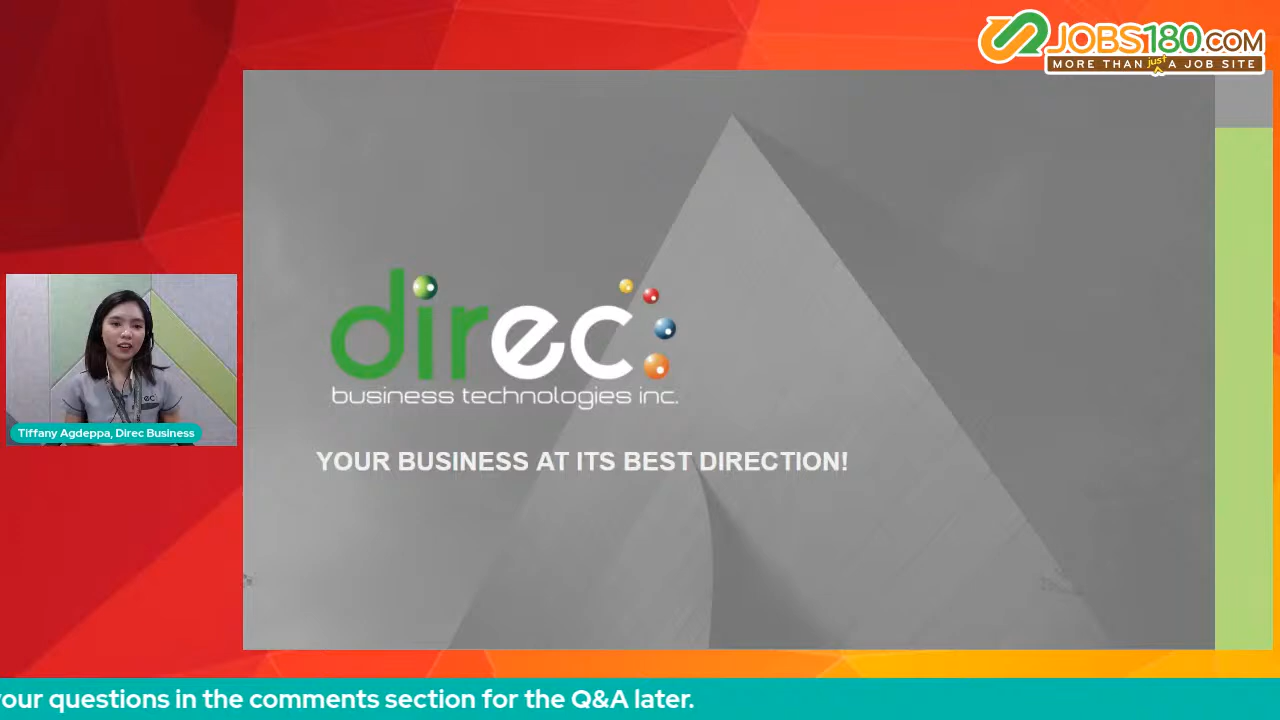 JOBS180.COM
MORE THAN just A JOB SITE
direc
business technologies inc.
YOUR BUSINESS AT ITS BEST DIRECTION!
ec
Tiffany Agdeppa, Direc Business
your questions in the comments section for the Q&A later.